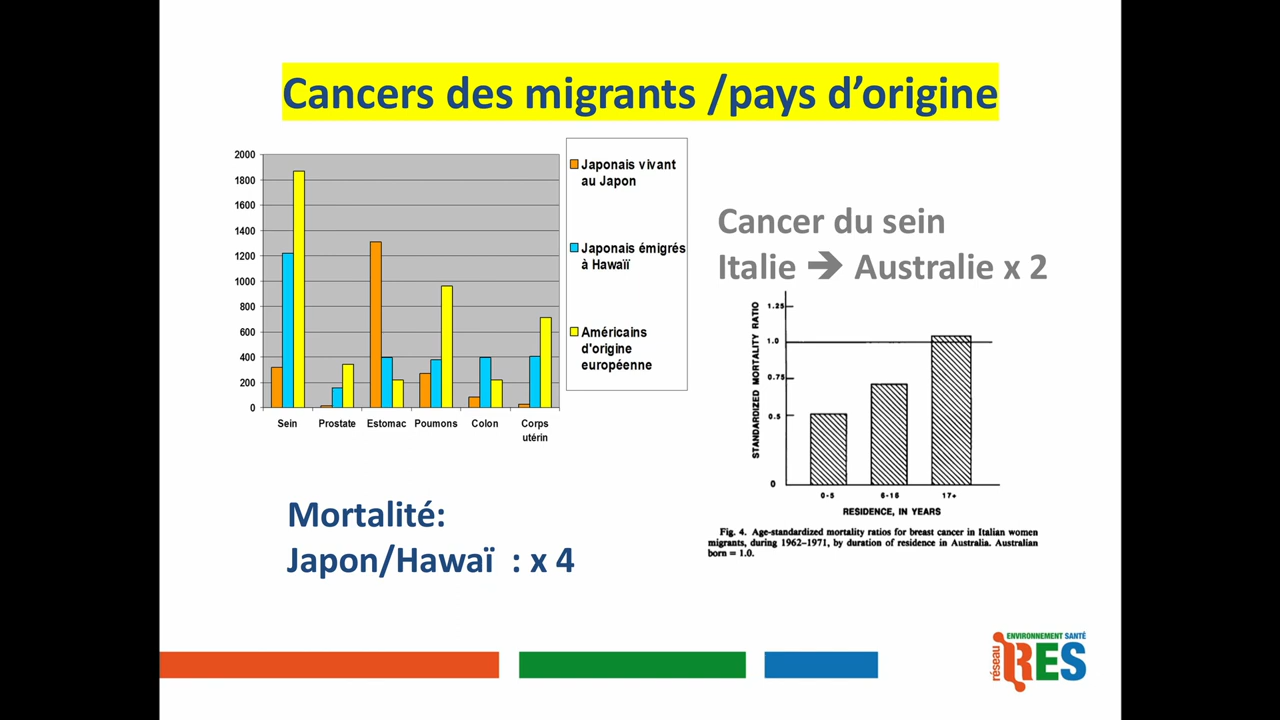 Cancers des migrants /pays d’origine
2000
1800
1600
1400
1200
1000
800
600
400
200
0
Sein
Prostate
Estomac
Poumons
Colon
Corps
utérin
Japonais vivant
au Japon
Japonais émigrés
à Hawaïï
Américains
d'origine
européenne
Cancer du sein
Italie ➔ Australie x 2
STANDARDIZED MORTALITY RATIO
1.25
1.0
0.75
0.5
0
0-5
6-16
17+
RESIDENCE, IN YEARS
Fig. 4. Age-standardized mortality ratios for breast cancer in Italian women
migrants, during 1962–1971, by duration of residence in Australia. Australian
born = 1.0.
Mortalité:
Japon/Hawaï : x 4
ENVIRONNEMENT SANTÉ
réseau
RES